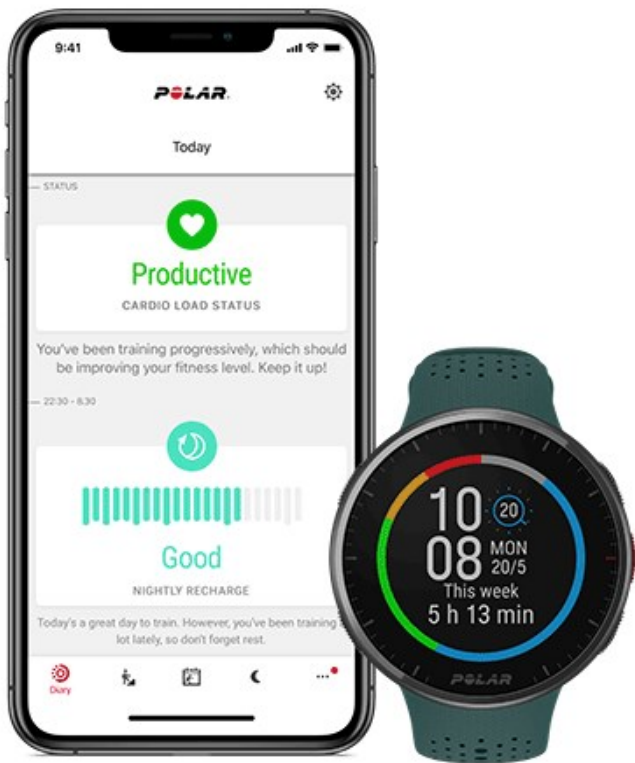 9:41
POLAR
Today
STATUS
Productive
CARDIO LOAD STATUS
You've been training progressively, which should
be improving your fitness level. Keep it up!
22:30 - 8.30
Good
NIGHTLY RECHARGE
Today's a great day to train. However, you've been training a
lot lately, so don't forget rest.
Diary
10
20
08
MON
20/5
This week
5 h 13 min
POLAR